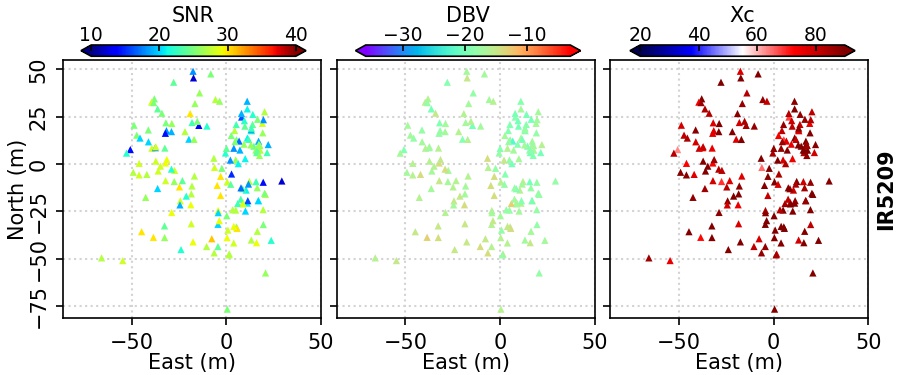 SNR DBV Xc
10 20 30 40 −30 −20 −10 20 40 60 80
50
25
0
−25
−50
−75
North (m)
IR5209
−50 0 50 −50 0 50 −50 0 50
East (m) East (m) East (m)